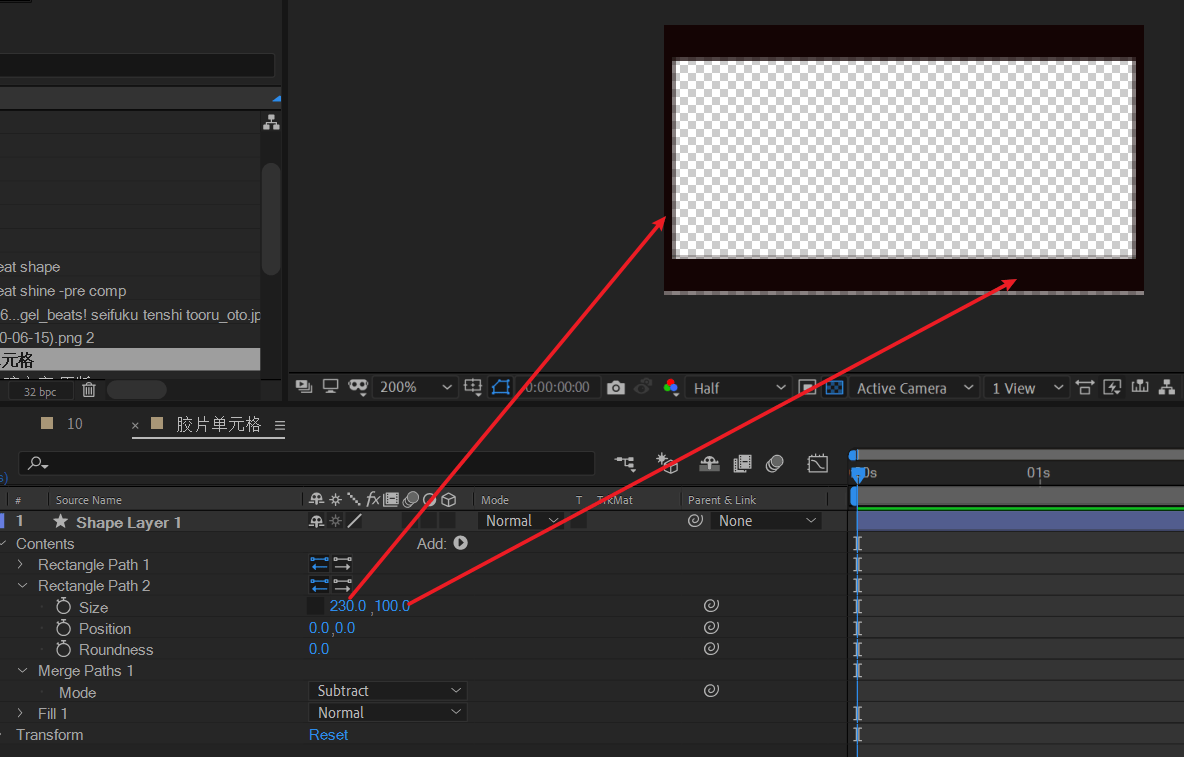 eat shape
eat shine -pre comp
6...gel_beats! seifuku tenshi tooru_oto.jp
0-06-15).png 2
元格
32 bpc
200%
0:00:00:00
Half
Active Camera
1 View
10
× 胶片单元格
s)
# Source Name fx Mode T TrkMat Parent & Link
0s 01s
1 Shape Layer 1 Normal None
Contents Add:
Rectangle Path 1
Rectangle Path 2
Size 230.0 ,100.0
Position 0.0,0.0
Roundness 0.0
Merge Paths 1
Mode Subtract
Fill 1 Normal
Transform Reset